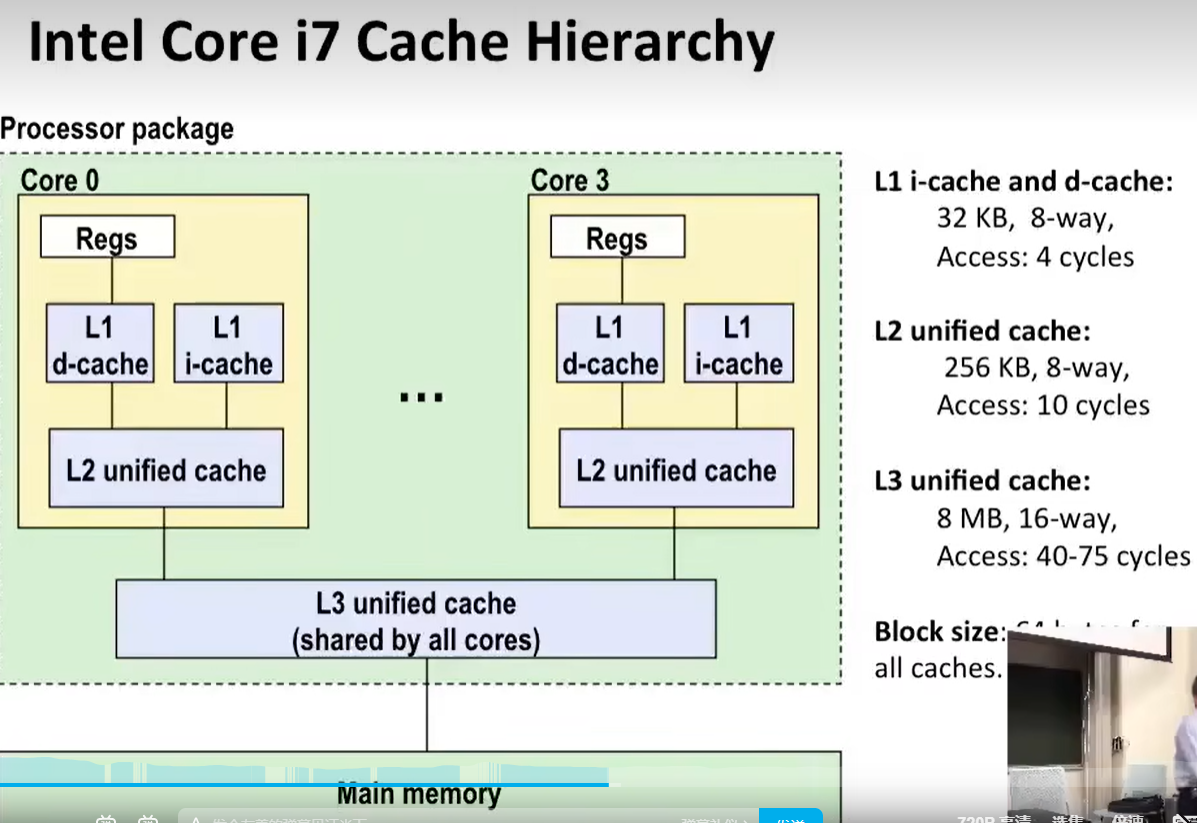 Intel Core i7 Cache Hierarchy
Processor package
Core 0
Regs
L1
d-cache
L1
i-cache
L2 unified cache
...
Core 3
Regs
L1
d-cache
L1
i-cache
L2 unified cache
L3 unified cache
(shared by all cores)
Main memory
L1 i-cache and d-cache:
32 KB, 8-way,
Access: 4 cycles
L2 unified cache:
256 KB, 8-way,
Access: 10 cycles
L3 unified cache:
8 MB, 16-way,
Access: 40-75 cycles
Block size:
all caches.
720P 高清 选集 倍速